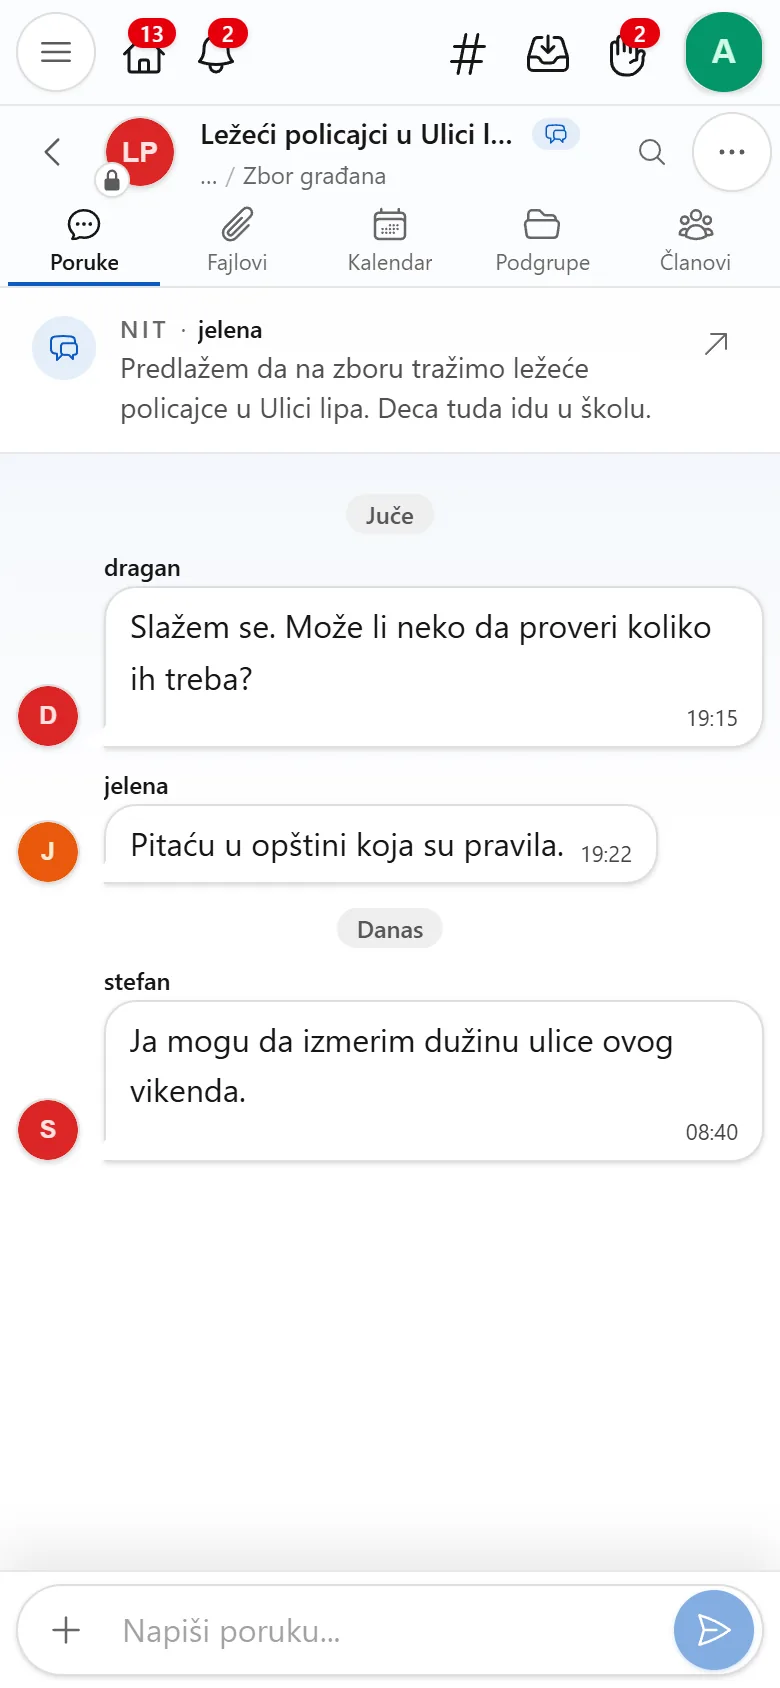 13
2
2
A
LP
Ležeći policajci u Ulici l...
... / Zbor građana
Poruke
Fajlovi
Kalendar
Podgrupe
Članovi
NIT · jelena
Predlažem da na zboru tražimo ležeće
policajce u Ulici lipa. Deca tuda idu u školu.
Juče
dragan
Slažem se. Može li neko da proveri koliko
ih treba?
D
19:15
jelena
J
Pitaću u opštini koja su pravila. 19:22
Danas
stefan
Ja mogu da izmerim dužinu ulice ovog
vikenda.
S
08:40
Napiši poruku...